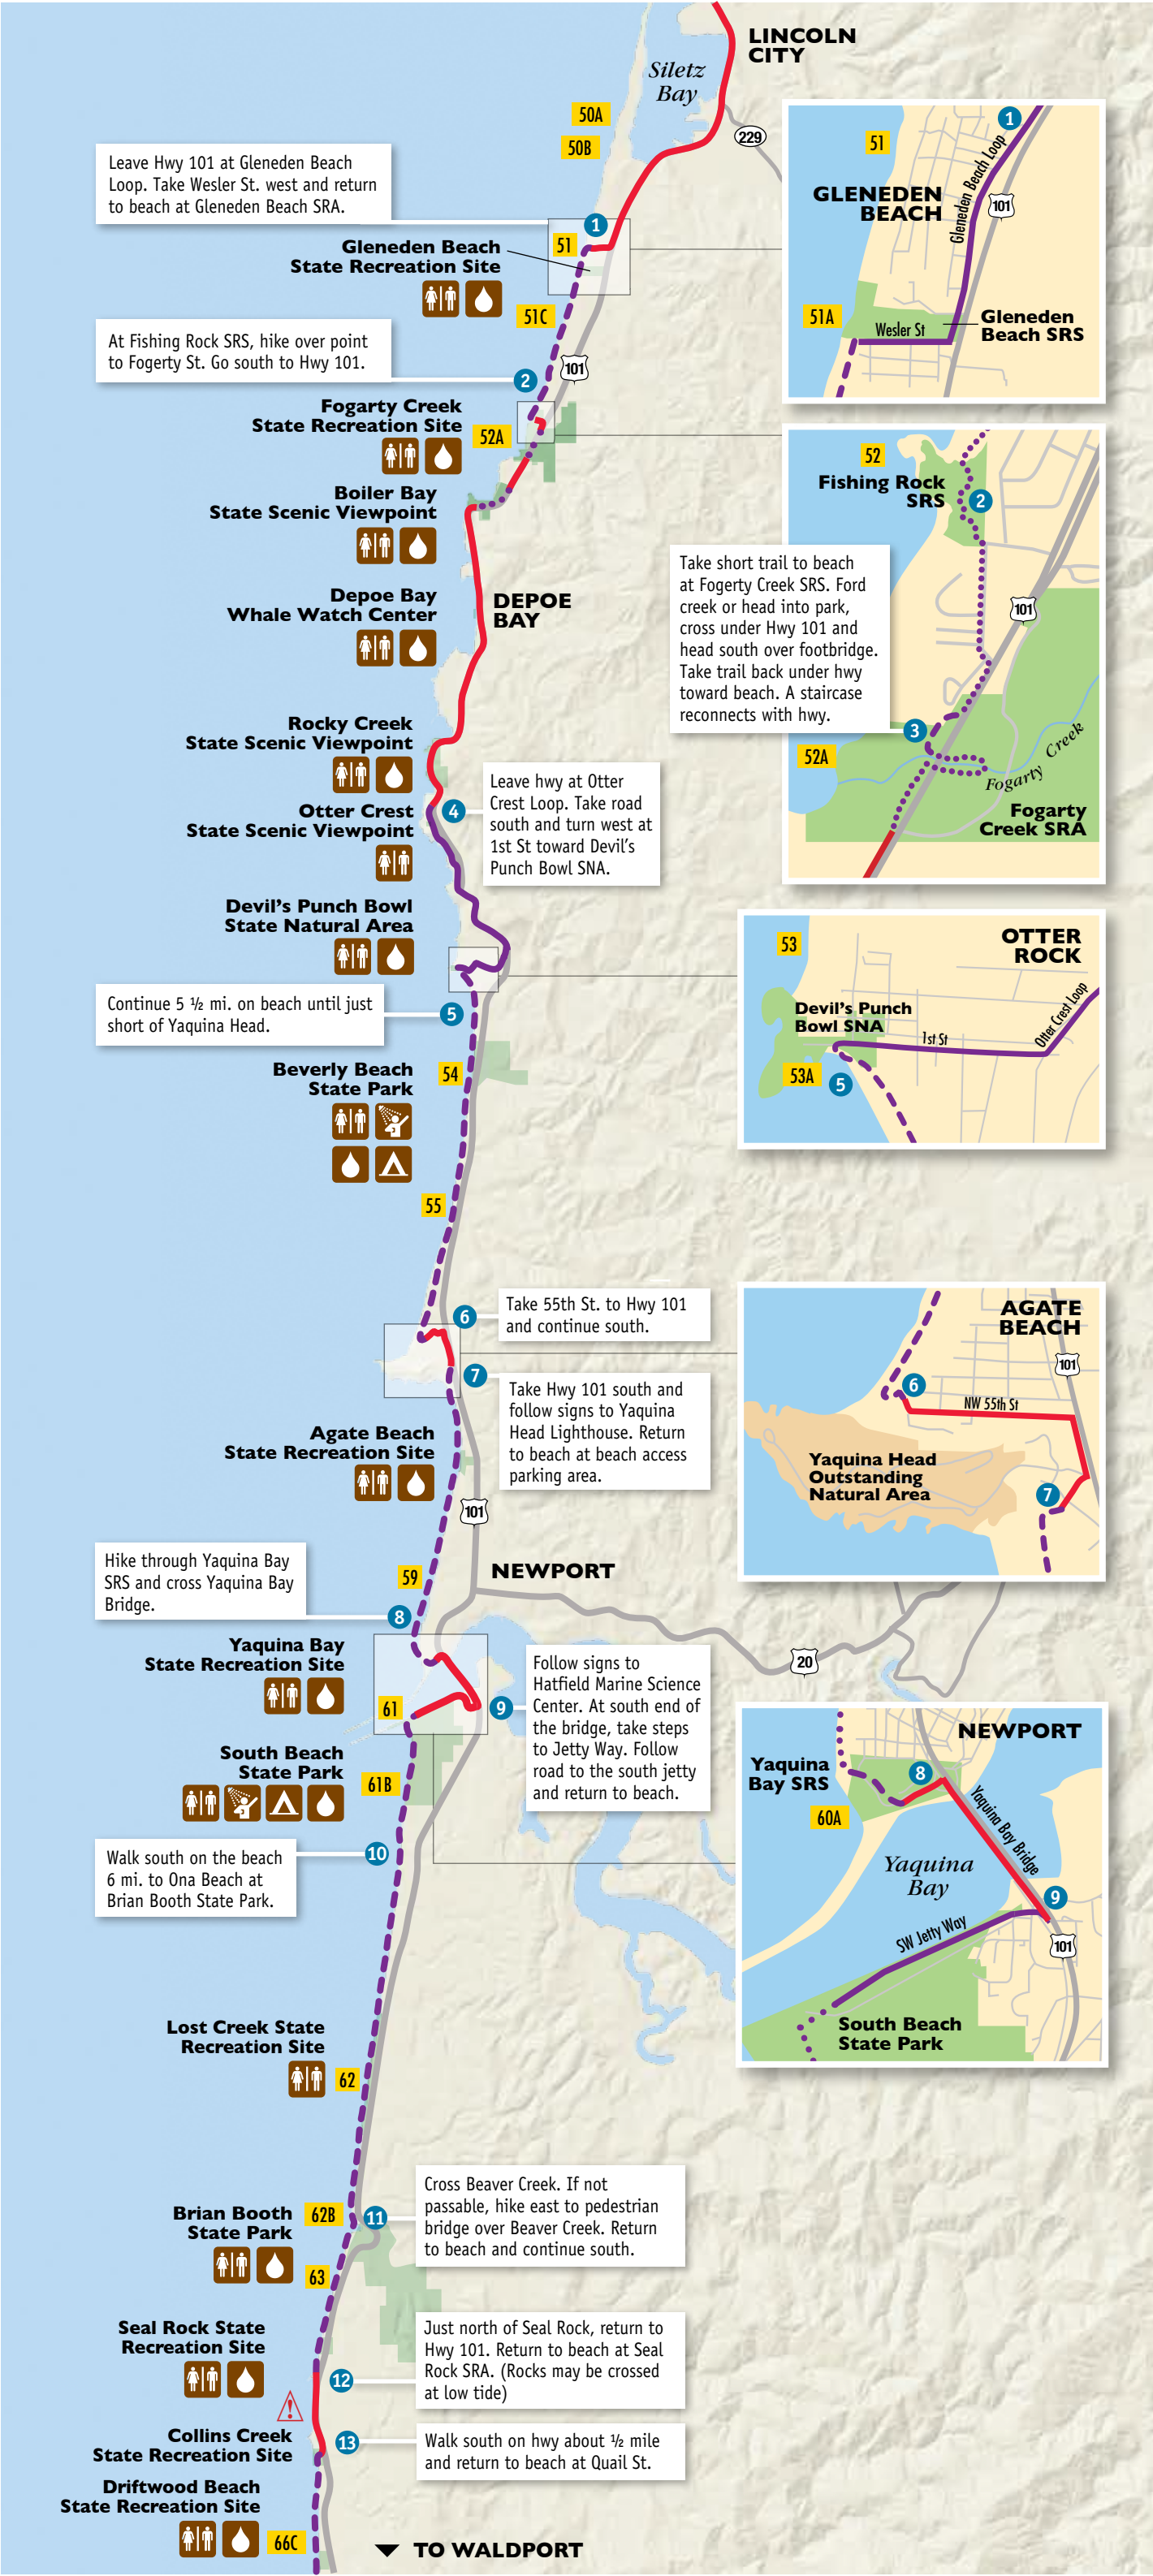 LINCOLN
CITY
Siletz
Bay
50A
50B
229
Leave Hwy 101 at Gleneden Beach
Loop. Take Wesler St. west and return
to beach at Gleneden Beach SRA.
1
51
Gleneden Beach
State Recreation Site
51C
At Fishing Rock SRS, hike over point
to Fogerty St. Go south to Hwy 101.
101
2
Fogarty Creek
State Recreation Site
52A
Boiler Bay
State Scenic Viewpoint
Depoe Bay
Whale Watch Center
DEPOE
BAY
Rocky Creek
State Scenic Viewpoint
Otter Crest
State Scenic Viewpoint
4
Leave hwy at Otter
Crest Loop. Take road
south and turn west at
1st St toward Devil's
Punch Bowl SNA.
Devil's Punch Bowl
State Natural Area
Continue 5 ½ mi. on beach until just
short of Yaquina Head.
5
Beverly Beach
State Park
54
55
6
Take 55th St. to Hwy 101
and continue south.
7
Take Hwy 101 south and
follow signs to Yaquina
Head Lighthouse. Return
to beach at beach access
parking area.
Agate Beach
State Recreation Site
101
Hike through Yaquina Bay
SRS and cross Yaquina Bay
Bridge.
59
NEWPORT
8
20
Yaquina Bay
State Recreation Site
61
9
Follow signs to
Hatfield Marine Science
Center. At south end of
the bridge, take steps
to Jetty Way. Follow
road to the south jetty
and return to beach.
South Beach
State Park
61B
Walk south on the beach
6 mi. to Ona Beach at
Brian Booth State Park.
10
Lost Creek State
Recreation Site
62
Brian Booth
State Park
62B
11
Cross Beaver Creek. If not
passable, hike east to pedestrian
bridge over Beaver Creek. Return
to beach and continue south.
63
Seal Rock State
Recreation Site
12
Just north of Seal Rock, return to
Hwy 101. Return to beach at Seal
Rock SRA. (Rocks may be crossed
at low tide)
!
Collins Creek
State Recreation Site
13
Walk south on hwy about ½ mile
and return to beach at Quail St.
Driftwood Beach
State Recreation Site
66C
TO WALDPORT
1
51
GLENEDEN
BEACH
Gleneden Beach Loop
101
51A
Wesler St
Gleneden
Beach SRS
52
Fishing Rock
SRS
2
Take short trail to beach
at Fogerty Creek SRS. Ford
creek or head into park,
cross under Hwy 101 and
head south over footbridge.
Take trail back under hwy
toward beach. A staircase
reconnects with hwy.
101
3
52A
Fogarty Creek
Fogarty
Creek SRA
53
OTTER
ROCK
Devil's Punch
Bowl SNA
1st St
Otter Crest Loop
53A
5
AGATE
BEACH
101
6
NW 55th St
Yaquina Head
Outstanding
Natural Area
7
NEWPORT
Yaquina
Bay SRS
8
60A
Yaquina Bay Bridge
Yaquina
Bay
9
SW Jetty Way
101
South Beach
State Park